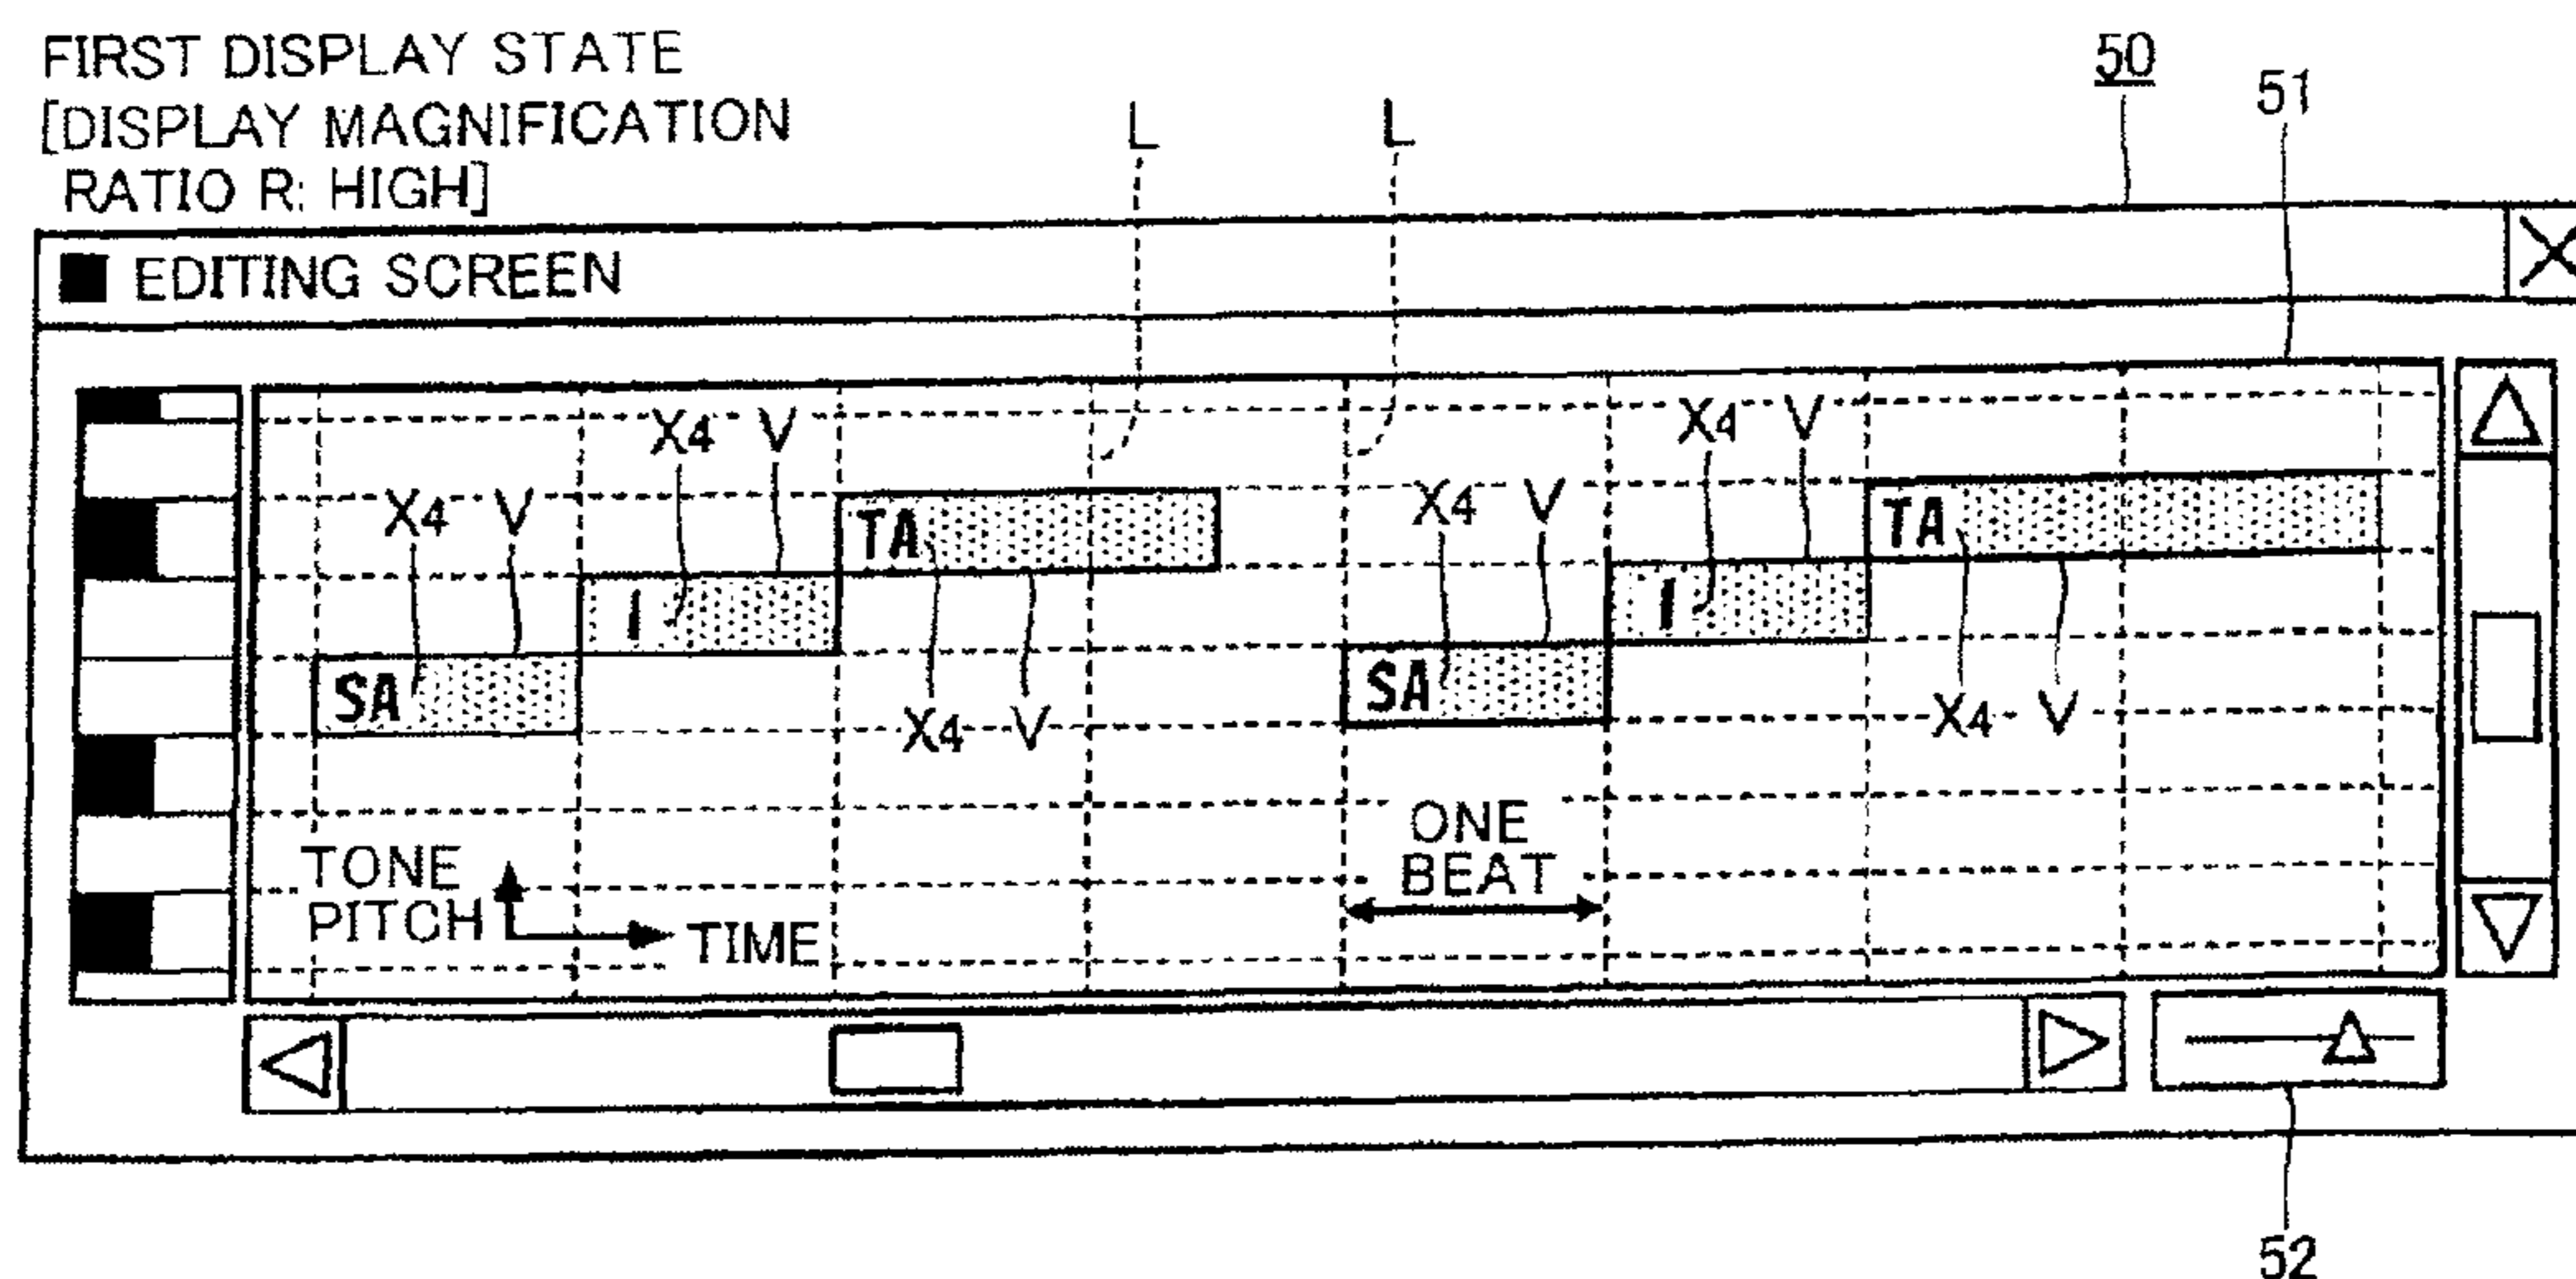 FIRST DISPLAY STATE
[DISPLAY MAGNIFICATION
RATIO R: HIGH]
L
L
50
51
EDITING SCREEN
X4 V
X4 V
X4 V
X4 V
TA
TA
I
I
SA
SA
X4 V
X4 V
ONE
BEAT
TONE
PITCH
TIME
52